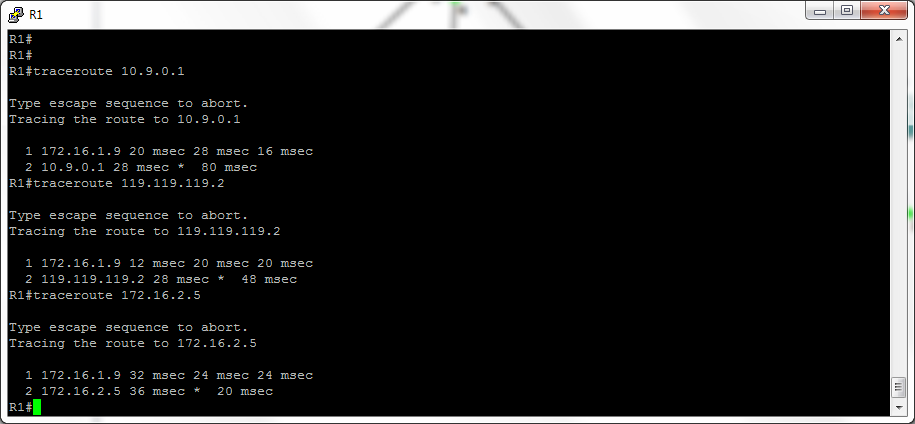 R1
R1#
R1#
R1#traceroute 10.9.0.1
Type escape sequence to abort.
Tracing the route to 10.9.0.1
1 172.16.1.9 20 msec 28 msec 16 msec
2 10.9.0.1 28 msec *  80 msec
R1#traceroute 119.119.119.2
Type escape sequence to abort.
Tracing the route to 119.119.119.2
1 172.16.1.9 12 msec 20 msec 20 msec
2 119.119.119.2 28 msec *  48 msec
R1#traceroute 172.16.2.5
Type escape sequence to abort.
Tracing the route to 172.16.2.5
1 172.16.1.9 32 msec 24 msec 24 msec
2 172.16.2.5 36 msec *  20 msec
R1#